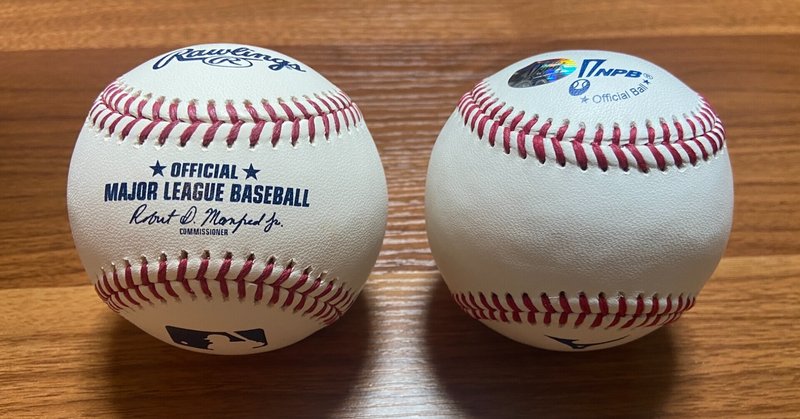 Rawlings
R
OFFICIAL
MAJOR LEAGUE BASEBALL
Robert D. Manfred Jr.
COMMISSIONER
NPB®
★ Official Ball ★